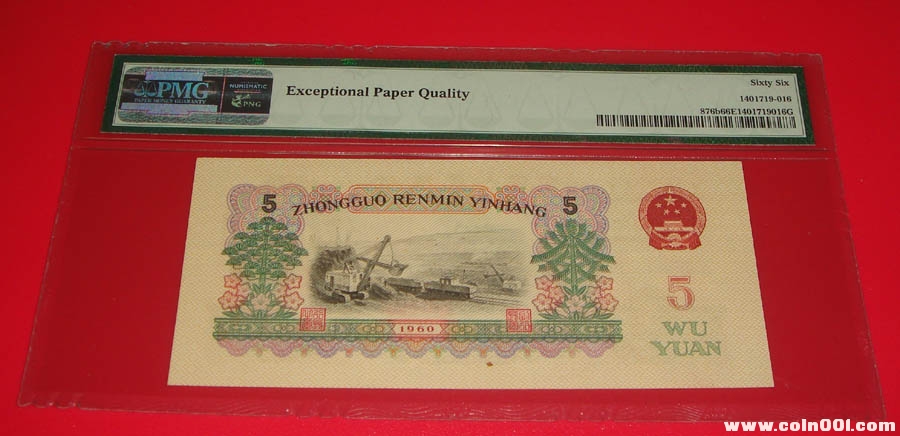 PMG
PAPER MONEY GUARANTY
NUMISMATIC
PNG
Exceptional Paper Quality
Sixty Six
1401719-016
876b66E1401719016G
5
ZHONGGUO RENMIN YINHANG
5
1960
5
WU
YUAN
www.coln00l.com